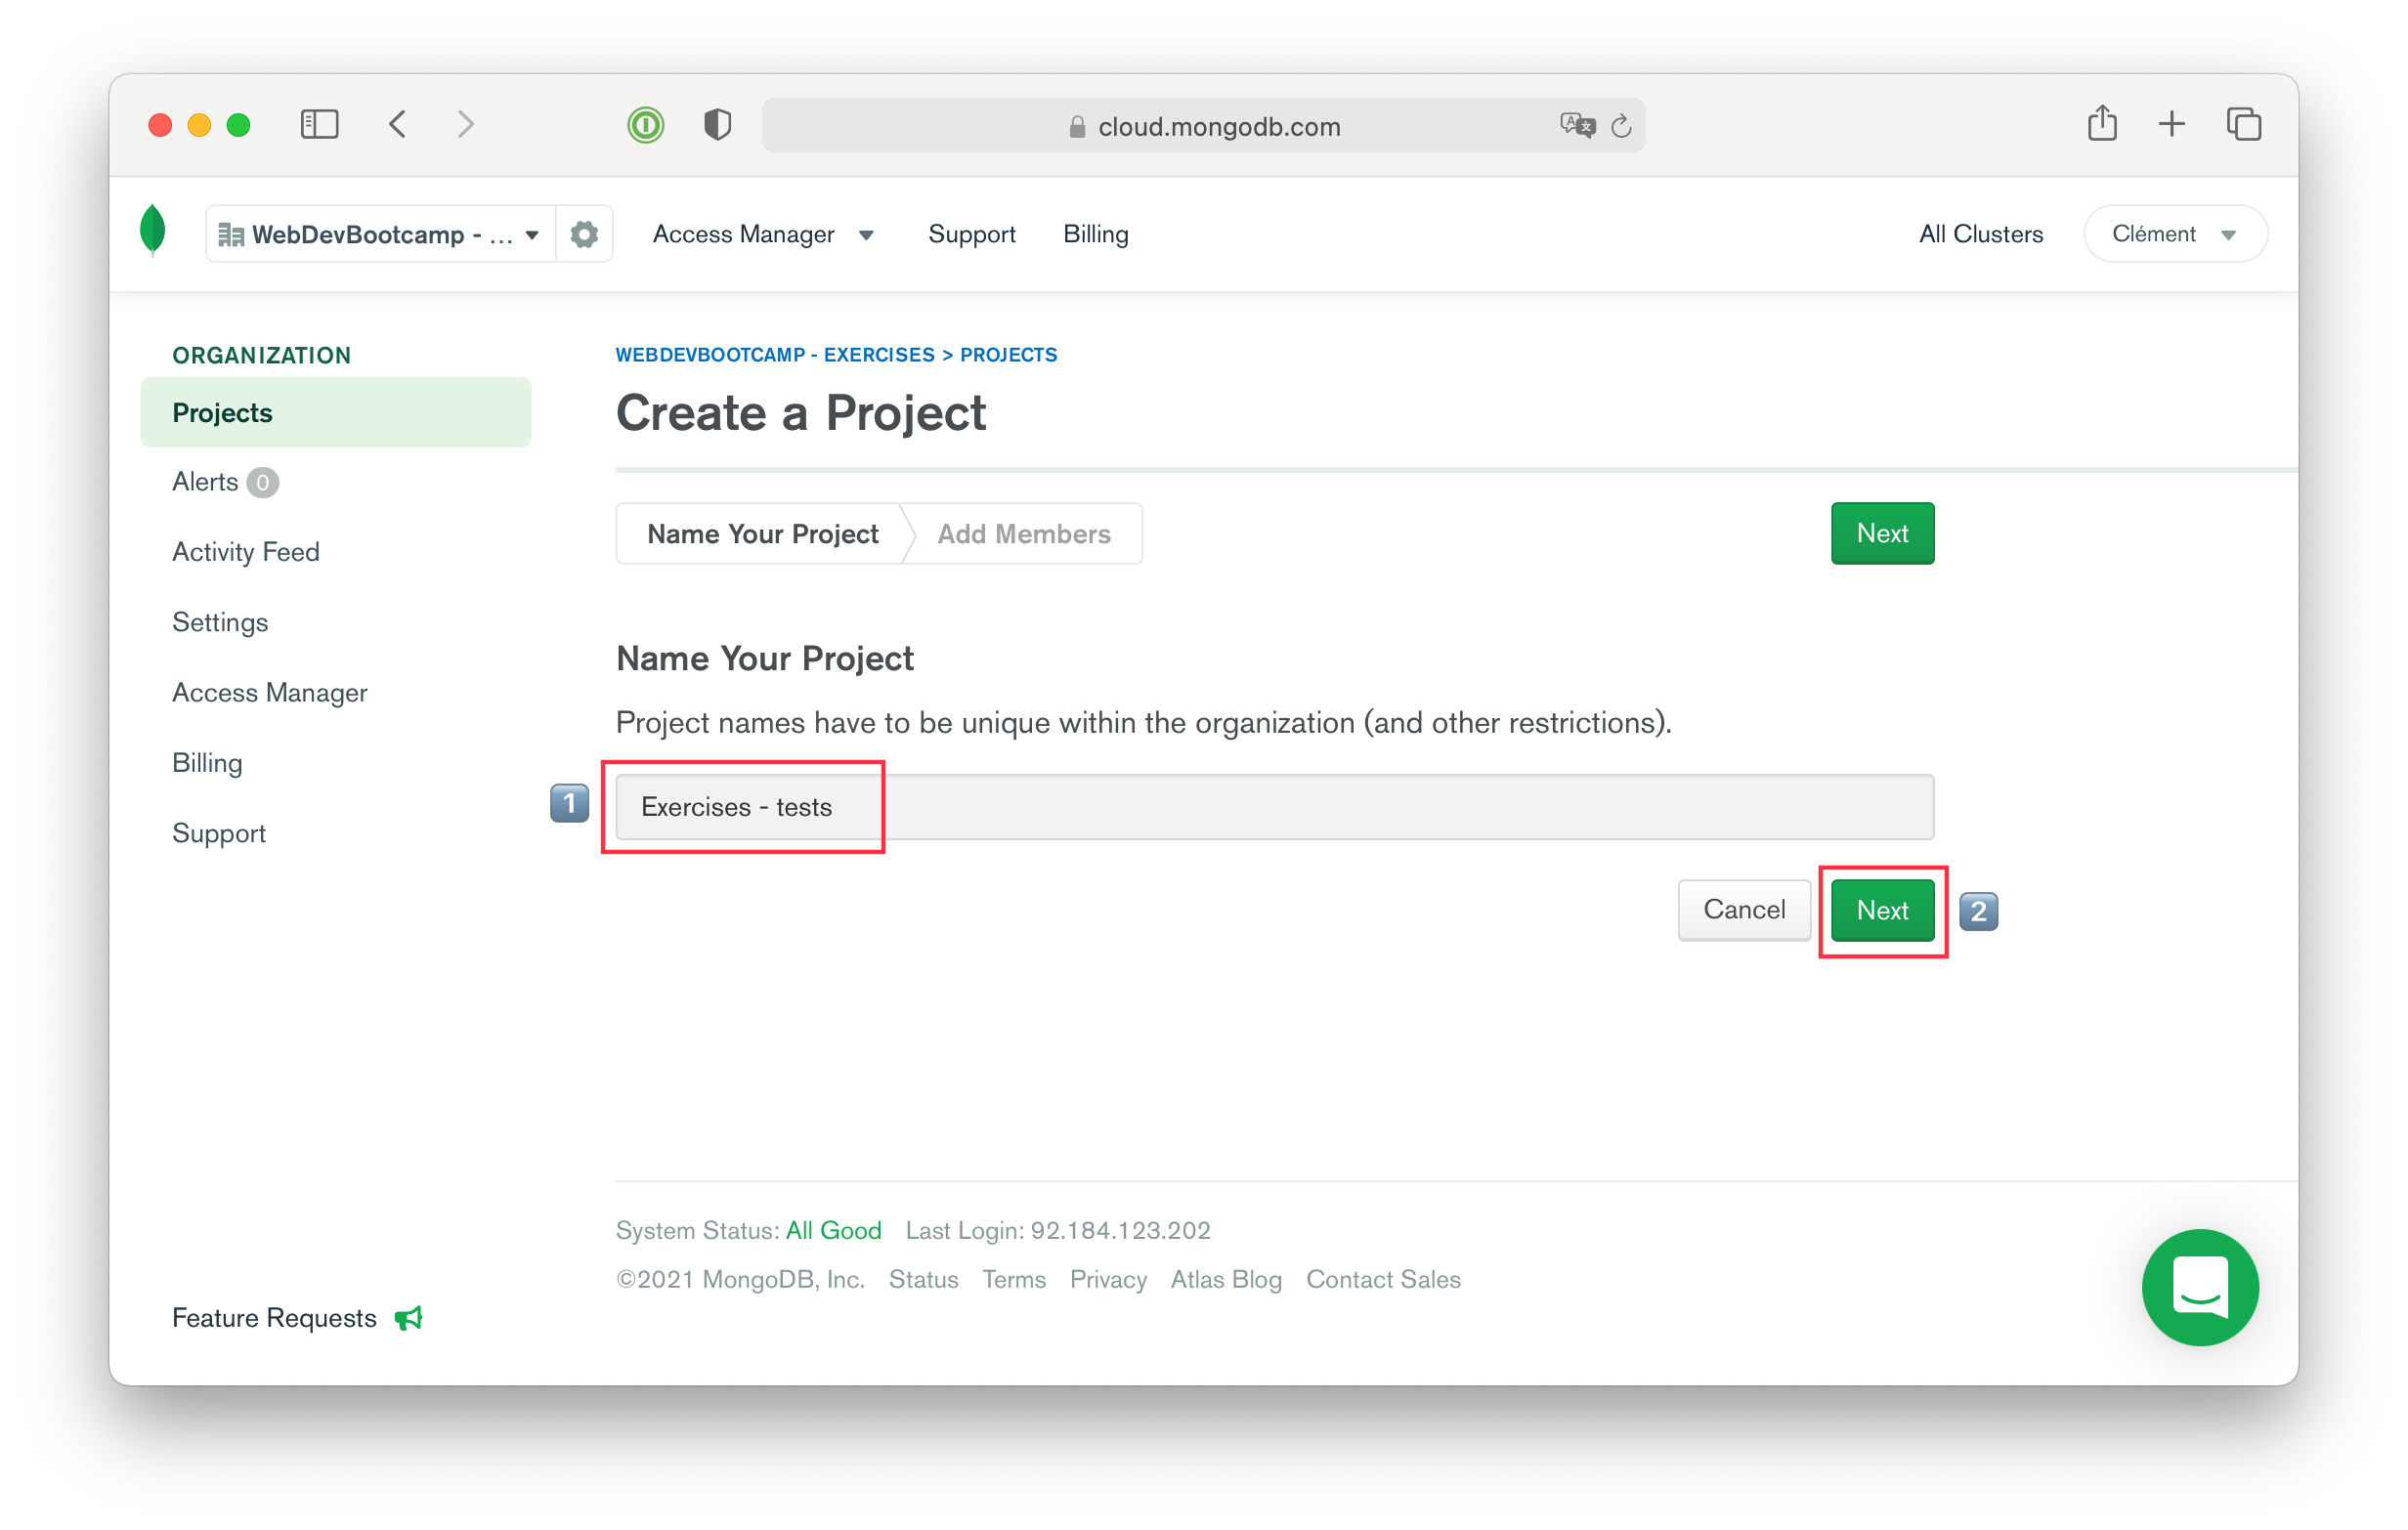 cloud.mongodb.com
WebDevBootcamp - ...
Access Manager
Support
Billing
All Clusters
Clément
ORGANIZATION
Projects
Alerts 0
Activity Feed
Settings
Access Manager
Billing
Support
Feature Requests
WEBDEVBOOTCAMP - EXERCISES > PROJECTS
Create a Project
Name Your Project
Add Members
Next
Name Your Project
Project names have to be unique within the organization (and other restrictions).
1
Exercises - tests
Cancel
Next
2
System Status: All Good Last Login: 92.184.123.202
©2021 MongoDB, Inc. Status Terms Privacy Atlas Blog Contact Sales